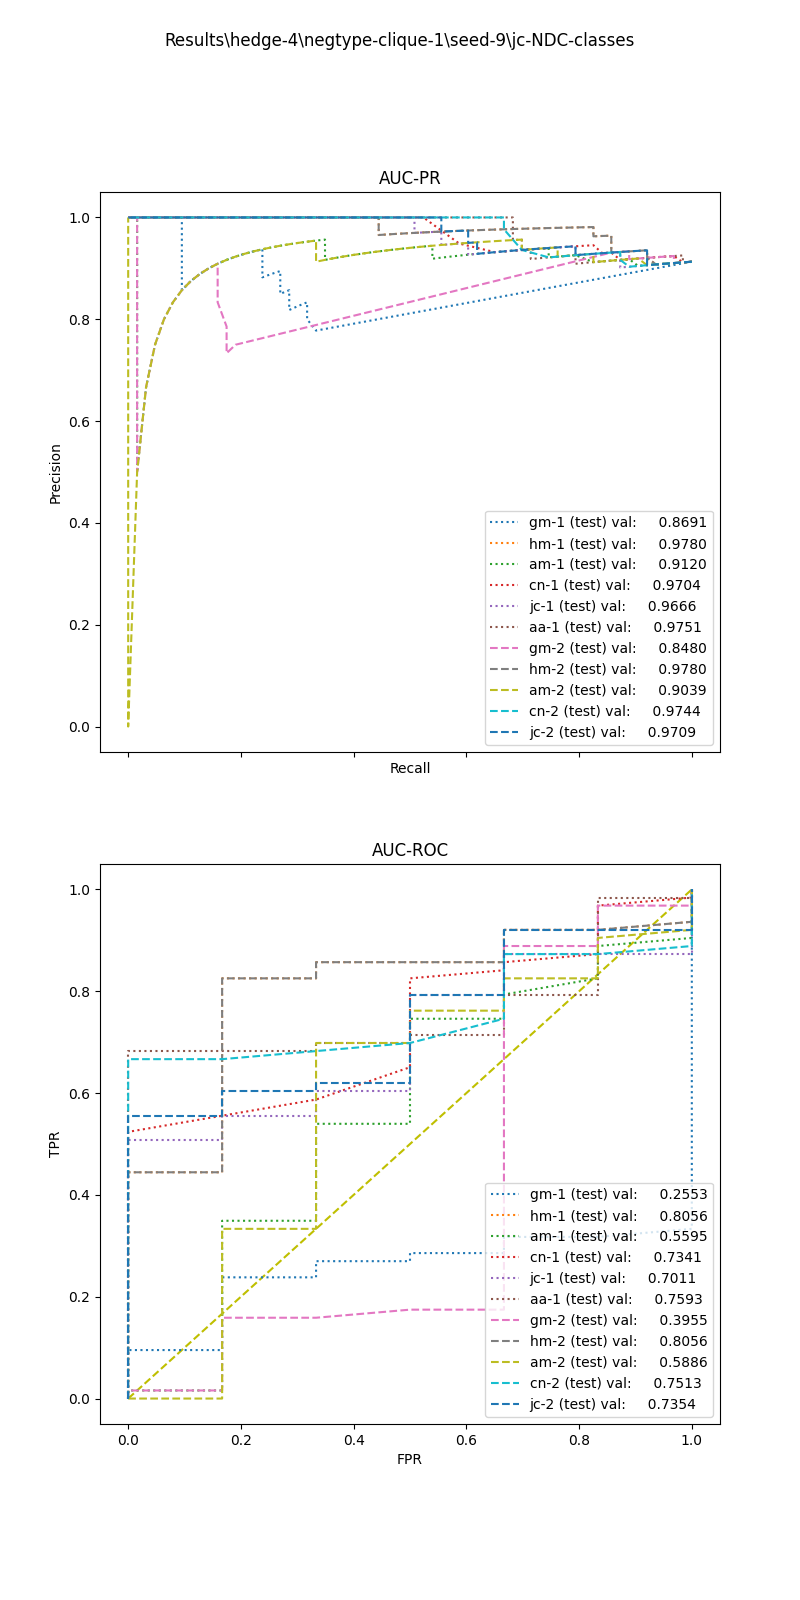 Results\hedge-4\negtype-clique-1\seed-9\jc-NDC-classes
AUC-PR
1.0
0.8
0.6
0.4
0.2
0.0
Precision
Recall
gm-1 (test) val: 0.8691
hm-1 (test) val: 0.9780
am-1 (test) val: 0.9120
cn-1 (test) val: 0.9704
jc-1 (test) val: 0.9666
aa-1 (test) val: 0.9751
gm-2 (test) val: 0.8480
hm-2 (test) val: 0.9780
am-2 (test) val: 0.9039
cn-2 (test) val: 0.9744
jc-2 (test) val: 0.9709
AUC-ROC
1.0
0.8
0.6
0.4
0.2
0.0
TPR
gm-1 (test) val: 0.2553
hm-1 (test) val: 0.8056
am-1 (test) val: 0.5595
cn-1 (test) val: 0.7341
jc-1 (test) val: 0.7011
aa-1 (test) val: 0.7593
gm-2 (test) val: 0.3955
hm-2 (test) val: 0.8056
am-2 (test) val: 0.5886
cn-2 (test) val: 0.7513
jc-2 (test) val: 0.7354
0.0 0.2 0.4 0.6 0.8 1.0
FPR